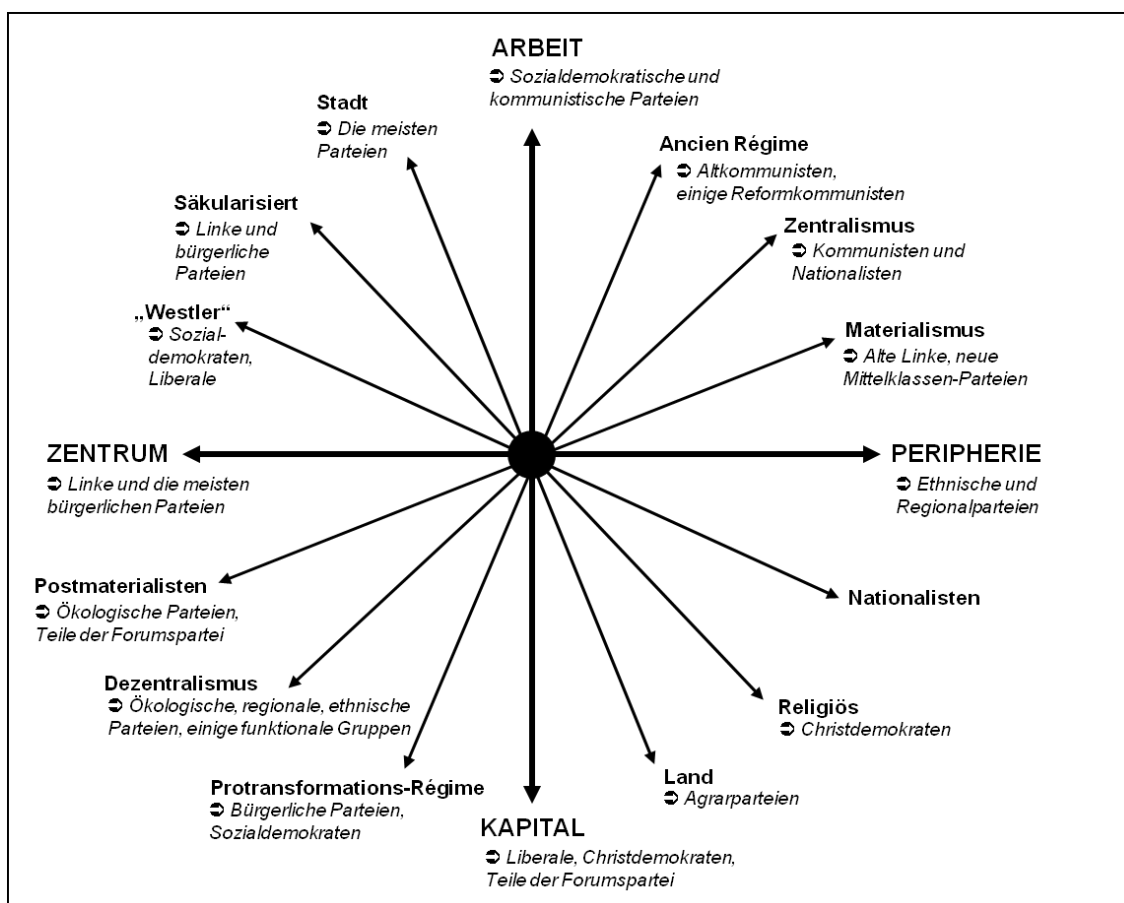 ARBEIT
➲ Sozialdemokratische und
kommunistische Parteien
Stadt
➲ Die meisten
Parteien
Ancien Régime
➲ Altkommunisten,
einige Reformkommunisten
Säkularisiert
➲ Linke und
bürgerliche
Parteien
Zentralismus
➲ Kommunisten und
Nationalisten
„Westler“
➲ Sozial-
demokraten,
Liberale
Materialismus
➲ Alte Linke, neue
Mittelklassen-Parteien
ZENTRUM
➲ Linke und die meisten
bürgerlichen Parteien
PERIPHERIE
➲ Ethnische und
Regionalparteien
Postmaterialisten
➲ Ökologische Parteien,
Teile der Forumspartei
Nationalisten
Dezentralismus
➲ Ökologische, regionale, ethnische
Parteien, einige funktionale Gruppen
Religiös
➲ Christdemokraten
Protransformations-Régime
➲ Bürgerliche Parteien,
Sozialdemokraten
Land
➲ Agrarparteien
KAPITAL
➲ Liberale, Christdemokraten,
Teile der Forumspartei